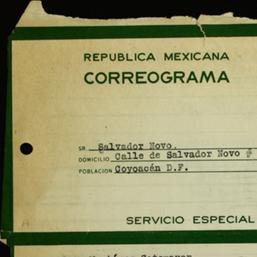 REPUBLICA MEXICANA
CORREOGRAMA
SR. Salvador Novo.
DOMICILIO Calle de Salvador Novo #
POBLACION Coyoacán D.F.
SERVICIO ESPECIAL